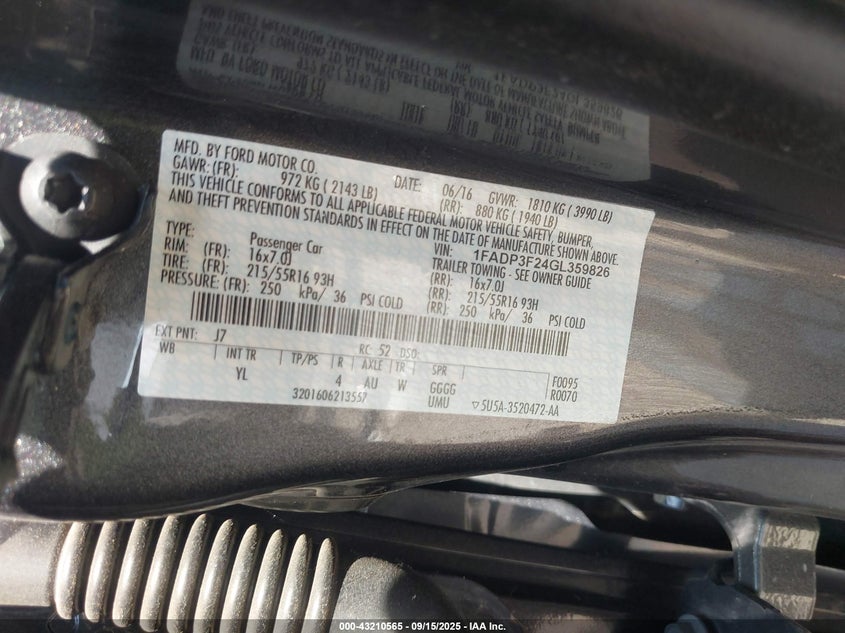 MFD. BY FORD MOTOR CO.
DATE: 06/16 GVWR: 1810 KG ( 3990 LB)
GAWR: (FR): 972 KG ( 2143 LB) (RR): 880 KG ( 1940 LB)
THIS VEHICLE CONFORMS TO ALL APPLICABLE FEDERAL MOTOR VEHICLE SAFETY, BUMPER,
AND THEFT PREVENTION STANDARDS IN EFFECT ON THE DATE OF MANUFACTURE SHOWN ABOVE.
VIN: 1FADP3F24GL359826
TYPE: Passenger Car TRAILER TOWING - SEE OWNER GUIDE
RIM: (FR): 16x7.0J (RR): 16x7.0J
TIRE: (FR): 215/55R16 93H (RR): 215/55R16 93H
PRESSURE: (FR): 250 kPa/ 36 PSI COLD (RR): 250 kPa/ 36 PSI COLD
EXT PNT: J7 RC: 52 DSO:
WB INT TR TP/PS R AXLE TR SPR
YL 4 AU W GGGG F0095
UMU R0070
3201606213557 ▽5U5A-3520472-AA
000-43210565 - 09/15/2025 - IAA Inc.